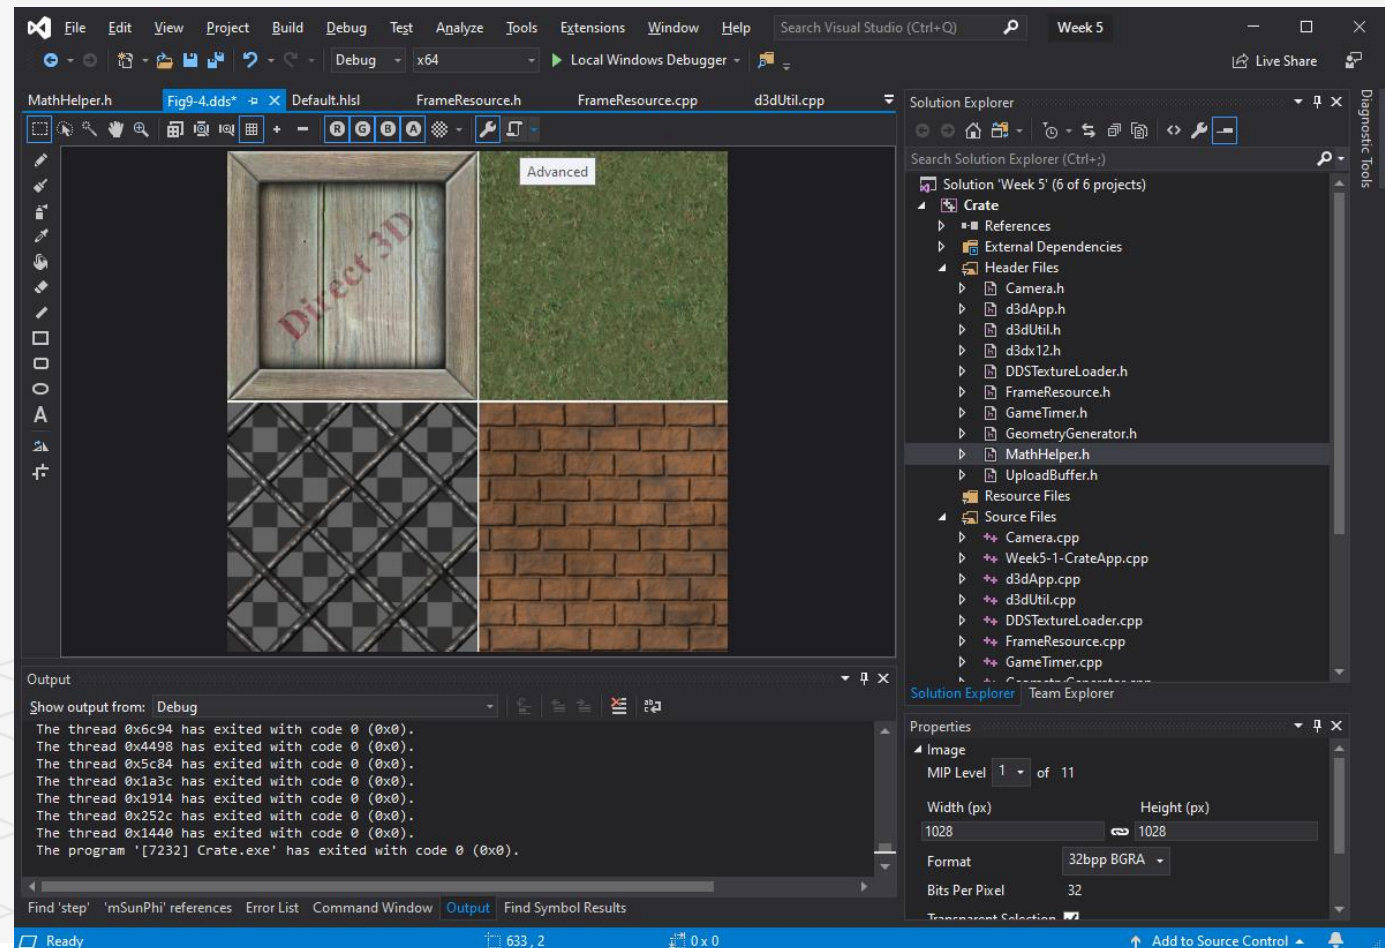 File Edit View Project Build Debug Test Analyze Tools Extensions Window Help Search Visual Studio (Ctrl+Q) Week 5
Debug x64 Local Windows Debugger Live Share
MathHelper.h Fig9-4.dds* Default.hlsl FrameResource.h FrameResource.cpp d3dUtil.cpp
R G B A
Advanced
A
Direct 3D
Output
Show output from: Debug
The thread 0x6c94 has exited with code 0 (0x0).
The thread 0x4498 has exited with code 0 (0x0).
The thread 0x5c84 has exited with code 0 (0x0).
The thread 0x1a3c has exited with code 0 (0x0).
The thread 0x1914 has exited with code 0 (0x0).
The thread 0x252c has exited with code 0 (0x0).
The thread 0x1440 has exited with code 0 (0x0).
The program '[7232] Crate.exe' has exited with code 0 (0x0).
Find 'step' 'mSunPhi' references Error List Command Window Output Find Symbol Results
Solution Explorer
Search Solution Explorer (Ctrl+;)
Solution 'Week 5' (6 of 6 projects)
Crate
References
External Dependencies
Header Files
Camera.h
d3dApp.h
d3dUtil.h
d3dx12.h
DDSTextureLoader.h
FrameResource.h
GameTimer.h
GeometryGenerator.h
MathHelper.h
UploadBuffer.h
Resource Files
Source Files
Camera.cpp
Week5-1-CrateApp.cpp
d3dApp.cpp
d3dUtil.cpp
DDSTextureLoader.cpp
FrameResource.cpp
GameTimer.cpp
Solution Explorer Team Explorer
Properties
Image
MIP Level 1 of 11
Width (px) Height (px)
1028 1028
Format 32bpp BGRA
Bits Per Pixel 32
Transparent Selection
Diagnostic Tools
Ready 633 , 2 0 x 0 Add to Source Control